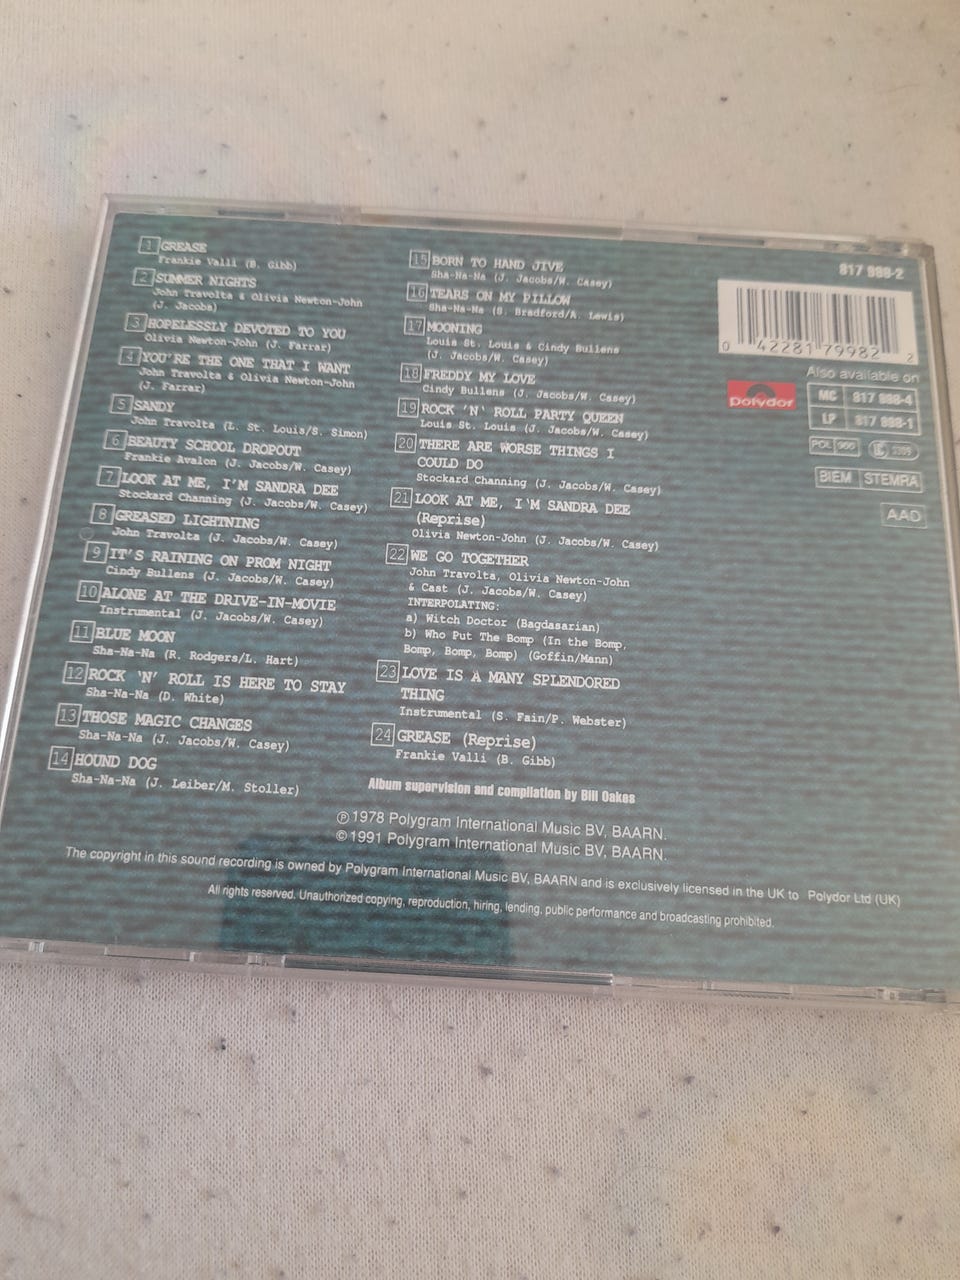 1 GREASE
Frankie Valli (B. Gibb)
2 SUMMER NIGHTS
John Travolta & Olivia Newton-John
(J. Jacobs)
3 HOPELESSLY DEVOTED TO YOU
Olivia Newton-John (J. Farrar)
4 YOU'RE THE ONE THAT I WANT
John Travolta & Olivia Newton-John
(J. Farrar)
5 SANDY
John Travolta (L. St. Louis/S. Simon)
6 BEAUTY SCHOOL DROPOUT
Frankie Avalon (J. Jacobs/W. Casey)
7 LOOK AT ME, I'M SANDRA DEE
Stockard Channing (J. Jacobs/W. Casey)
8 GREASED LIGHTNING
John Travolta (J. Jacobs/W. Casey)
9 IT'S RAINING ON PROM NIGHT
Cindy Bullens (J. Jacobs/W. Casey)
10 ALONE AT THE DRIVE-IN-MOVIE
Instrumental (J. Jacobs/W. Casey)
11 BLUE MOON
Sha-Na-Na (R. Rodgers/L. Hart)
12 ROCK 'N' ROLL IS HERE TO STAY
Sha-Na-Na (D. White)
13 THOSE MAGIC CHANGES
Sha-Na-Na (J. Jacobs/W. Casey)
14 HOUND DOG
Sha-Na-Na (J. Leiber/M. Stoller)
15 BORN TO HAND JIVE
Sha-Na-Na (J. Jacobs/W. Casey)
16 TEARS ON MY PILLOW
Sha-Na-Na (S. Bradford/A. Lewis)
17 MOONING
Louis St. Louis & Cindy Bullens
(J. Jacobs/W. Casey)
18 FREDDY MY LOVE
Cindy Bullens (J. Jacobs/W. Casey)
19 ROCK 'N' ROLL PARTY QUEEN
Louis St. Louis (J. Jacobs/W. Casey)
20 THERE ARE WORSE THINGS I
COULD DO
Stockard Channing (J. Jacobs/W. Casey)
21 LOOK AT ME, I'M SANDRA DEE
(Reprise)
Olivia Newton-John (J. Jacobs/W. Casey)
22 WE GO TOGETHER
John Travolta, Olivia Newton-John
& Cast (J. Jacobs/W. Casey)
INTERPOLATING:
a) Witch Doctor (Bagdasarian)
b) Who Put The Bomp (In the Bomp,
Bomp, Bomp, Bomp) (Goffin/Mann)
23 LOVE IS A MANY SPLENDORED
THING
Instrumental (S. Fain/P. Webster)
24 GREASE (Reprise)
Frankie Valli (B. Gibb)
817 998-2
0 42281 79982 2
polydor
Also available on
MC 817 998-4
LP 817 998-1
POL 900
BIEM STEMRA
AAD
Album supervision and compilation by Bill Oakes
℗ 1978 Polygram International Music BV, BAARN.
© 1991 Polygram International Music BV, BAARN.
The copyright in this sound recording is owned by Polygram International Music BV, BAARN and is exclusively licensed in the UK to Polydor Ltd (UK)
All rights reserved. Unauthorized copying, reproduction, hiring, lending, public performance and broadcasting prohibited.